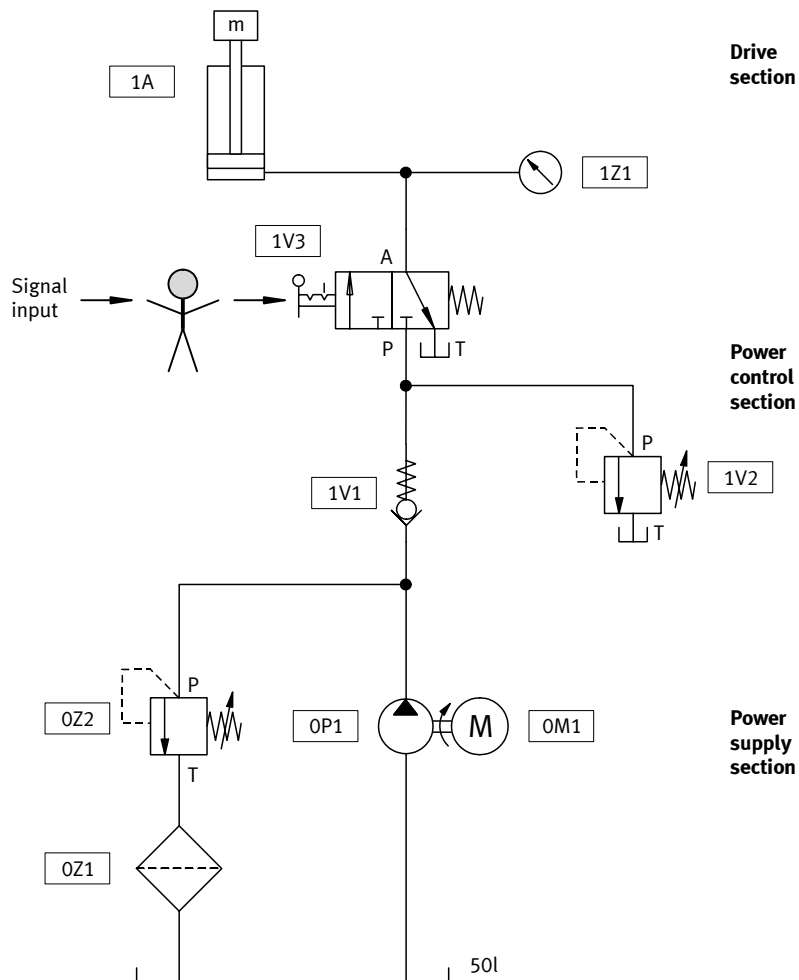 m
Drive
section
1A
1Z1
1V3
A
Signal
input
P
T
Power
control
section
P
1V1
1V2
T
P
0Z2
0P1
M
0M1
Power
supply
section
T
0Z1
50l